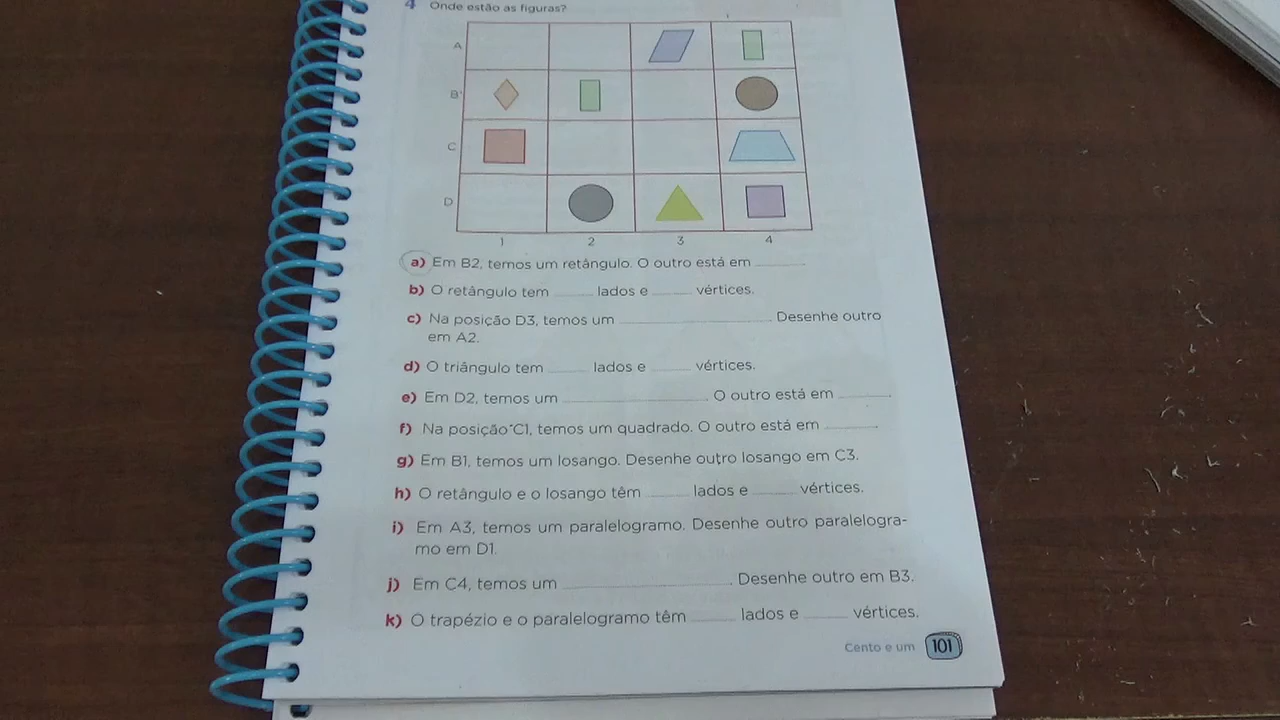 4 Onde estão as figuras?
A
B
C
D
1 2 3 4
a) Em B2, temos um retângulo. O outro está em
b) O retângulo tem lados e vértices.
c) Na posição D3, temos um Desenhe outro
em A2.
d) O triângulo tem lados e vértices.
e) Em D2, temos um . O outro está em .
f) Na posição C1, temos um quadrado. O outro está em .
g) Em B1, temos um losango. Desenhe outro losango em C3.
h) O retângulo e o losango têm lados e vértices.
i) Em A3, temos um paralelogramo. Desenhe outro paralelogra-
mo em D1.
j) Em C4, temos um . Desenhe outro em B3.
k) O trapézio e o paralelogramo têm lados e vértices.
Cento e um 101